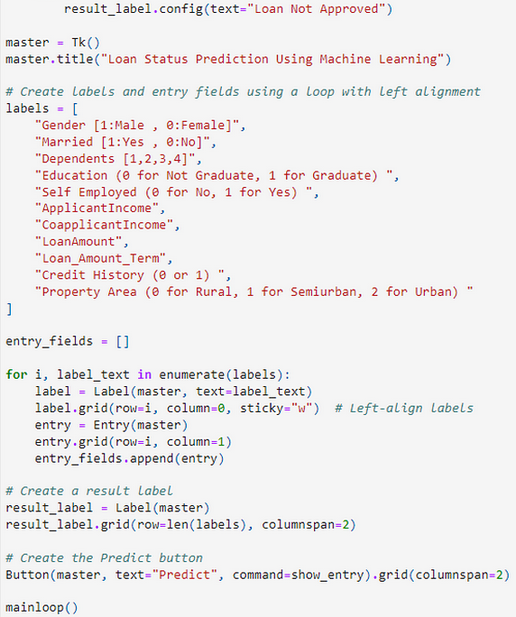 result_label.config(text="Loan Not Approved")
master = Tk()
master.title("Loan Status Prediction Using Machine Learning")
# Create labels and entry fields using a loop with left alignment
labels = [
"Gender [1:Male , 0:Female]",
"Married [1:Yes , 0:No]",
"Dependents [1,2,3,4]",
"Education (0 for Not Graduate, 1 for Graduate) ",
"Self Employed (0 for No, 1 for Yes) ",
"ApplicantIncome",
"CoapplicantIncome",
"LoanAmount",
"Loan_Amount_Term",
"Credit History (0 or 1) ",
"Property Area (0 for Rural, 1 for Semiurban, 2 for Urban) "
]
entry_fields = []
for i, label_text in enumerate(labels):
label = Label(master, text=label_text)
label.grid(row=i, column=0, sticky="w")  # Left-align labels
entry = Entry(master)
entry.grid(row=i, column=1)
entry_fields.append(entry)
# Create a result label
result_label = Label(master)
result_label.grid(row=len(labels), columnspan=2)
# Create the Predict button
Button(master, text="Predict", command=show_entry).grid(columnspan=2)
mainloop()